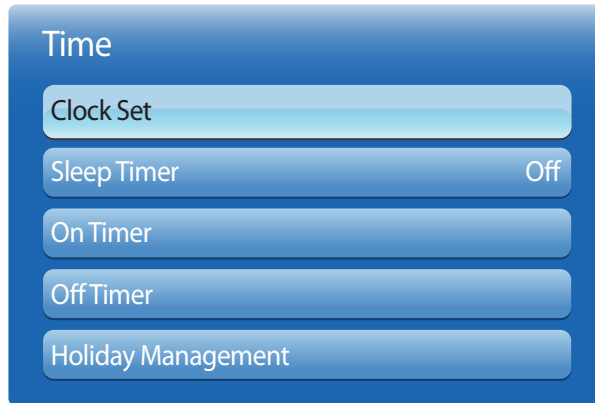 Time
Clock Set
Sleep Timer Off
On Timer
Off Timer
Holiday Management